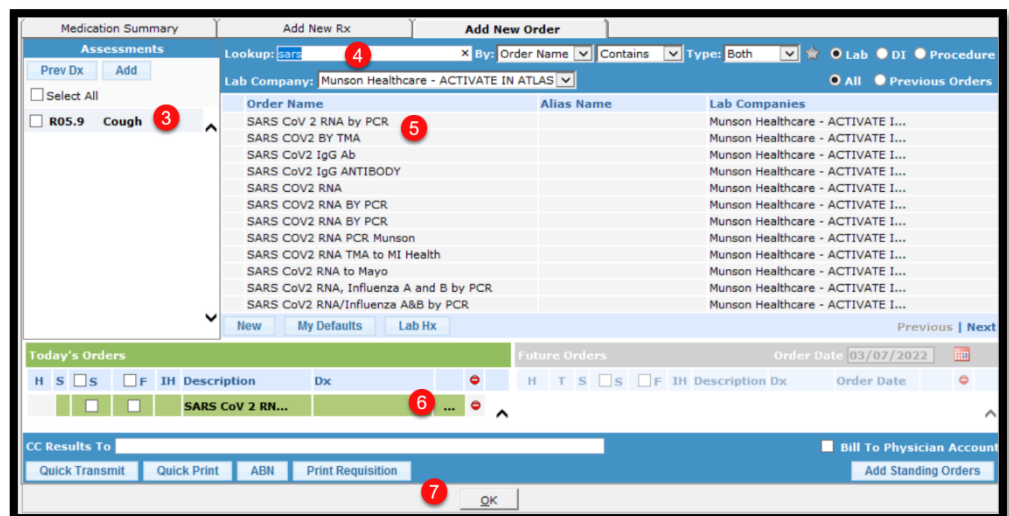 Medication Summary Add New Rx Add New Order
Assessments
Lookup: sars 4 × By: Order Name Contains Type: Both Lab DI Procedure
Prev Dx Add
Lab Company: Munson Healthcare - ACTIVATE IN ATLAS All Previous Orders
Select All
Order Name Alias Name Lab Companies
R05.9 Cough 3
SARS CoV 2 RNA by PCR 5 Munson Healthcare - ACTIVATE I...
SARS COV2 BY TMA Munson Healthcare - ACTIVATE I...
SARS CoV2 IgG Ab Munson Healthcare - ACTIVATE I...
SARS CoV2 IgG ANTIBODY Munson Healthcare - ACTIVATE I...
SARS COV2 RNA Munson Healthcare - ACTIVATE I...
SARS COV2 RNA BY PCR Munson Healthcare - ACTIVATE I...
SARS COV2 RNA BY PCR Munson Healthcare - ACTIVATE I...
SARS COV2 RNA PCR Munson Munson Healthcare - ACTIVATE I...
SARS COV2 RNA TMA to MI Health Munson Healthcare - ACTIVATE I...
SARS CoV2 RNA to Mayo Munson Healthcare - ACTIVATE I...
SARS CoV2 RNA, Influenza A and B by PCR Munson Healthcare - ACTIVATE I...
SARS CoV2 RNA/Influenza A&B by PCR Munson Healthcare - ACTIVATE I...
New My Defaults Lab Hx Previous | Next
Today's Orders Future Orders Order Date 03/07/2022
H S S F IH Description Dx H T S S F IH Description Dx Order Date
SARS CoV 2 RN... 6 ...
CC Results To Bill To Physician Account
Quick Transmit Quick Print ABN Print Requisition Add Standing Orders
7 OK